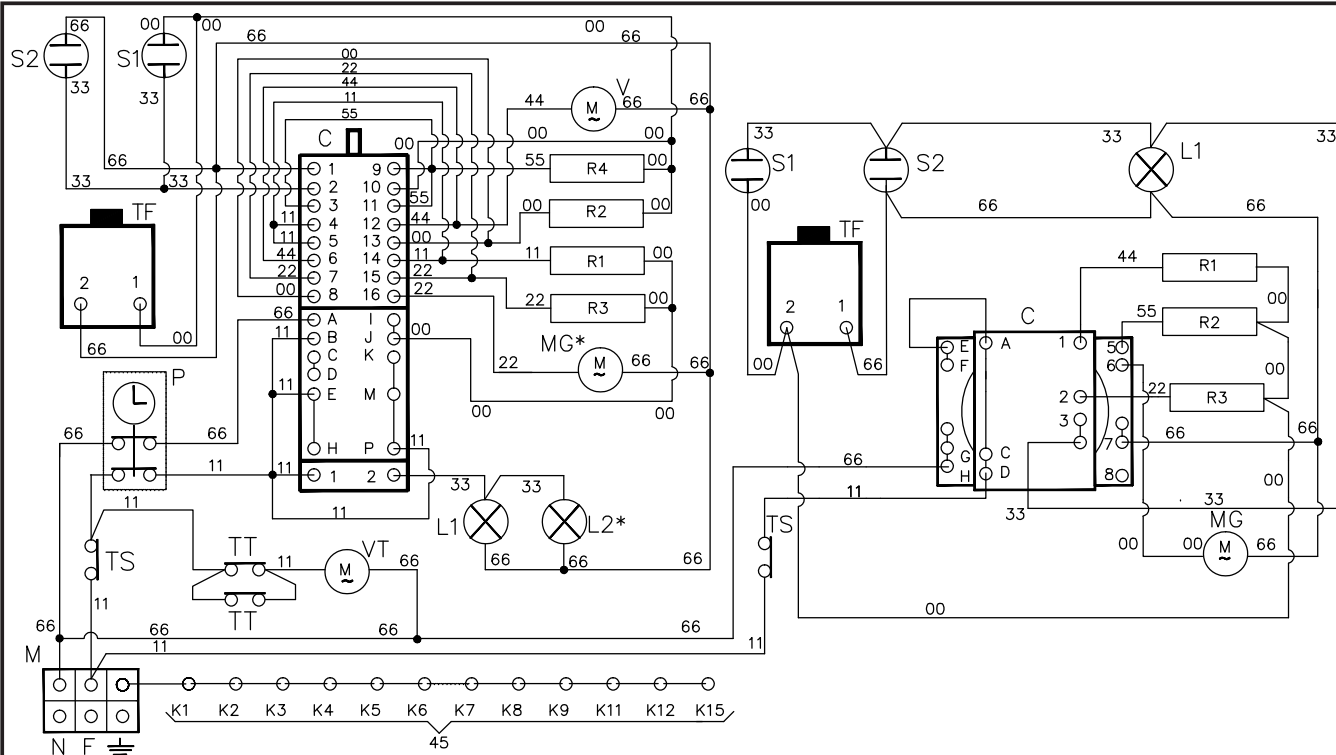 66 00 00 00
S2 S1 66 66
33 33 00
22
44
11
55
44 V M 66 66
C 00 00 00
66 1 9 55 R4 00
33 33 2 10
3 11 55
11 4 12 44 00 R2 00
11 5 13 00
44 6 14 11 11 R1 00
22 7 15 22
00 8 16 22 22 R3 00
TF
2 1
66 00
66 A I
11 B J 00
C K
D
11 E M
H P 11
22 MG* M 66 66
00 00
P
66 66
11 11 1 2 33 33
11 11
L1 L2*
66 66 66
TS TT 11 VT M 66
TT
11
66 66 66 66
M 11 11
K1 K2 K3 K4 K5 K6 K7 K8 K9 K11 K12 K15
45
N F
33 33 33
S1 S2 L1
00 66 66
TF
2 1
00 66
C
44 R1 00
E A 1 5 55 R2
F 6
2 22 R3 00
3
G C 7 66 66
H D 8
66 00
11 33 33
TS MG
00 00 M 66
00